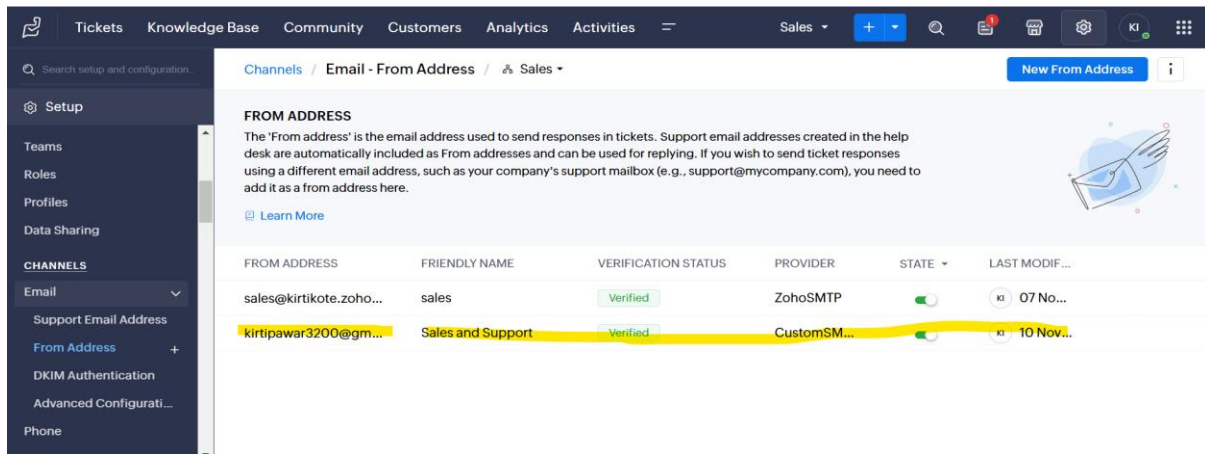 Tickets Knowledge Base Community Customers Analytics Activities Sales + 1 KI
Search setup and configuration..
Channels / Email - From Address / Sales
New From Address i
Setup
Teams
Roles
Profiles
Data Sharing
CHANNELS
Email
Support Email Address
From Address +
DKIM Authentication
Advanced Configurati...
Phone
FROM ADDRESS
The 'From address' is the email address used to send responses in tickets. Support email addresses created in the help
desk are automatically included as From addresses and can be used for replying. If you wish to send ticket responses
using a different email address, such as your company's support mailbox (e.g., support@mycompany.com), you need to
add it as a from address here.
Learn More
FROM ADDRESS FRIENDLY NAME VERIFICATION STATUS PROVIDER STATE LAST MODIF...
sales@kirtikote.zoho... sales Verified ZohoSMTP KI 07 No...
kirtipawar3200@gm... Sales and Support Verified CustomSM... KI 10 Nov...